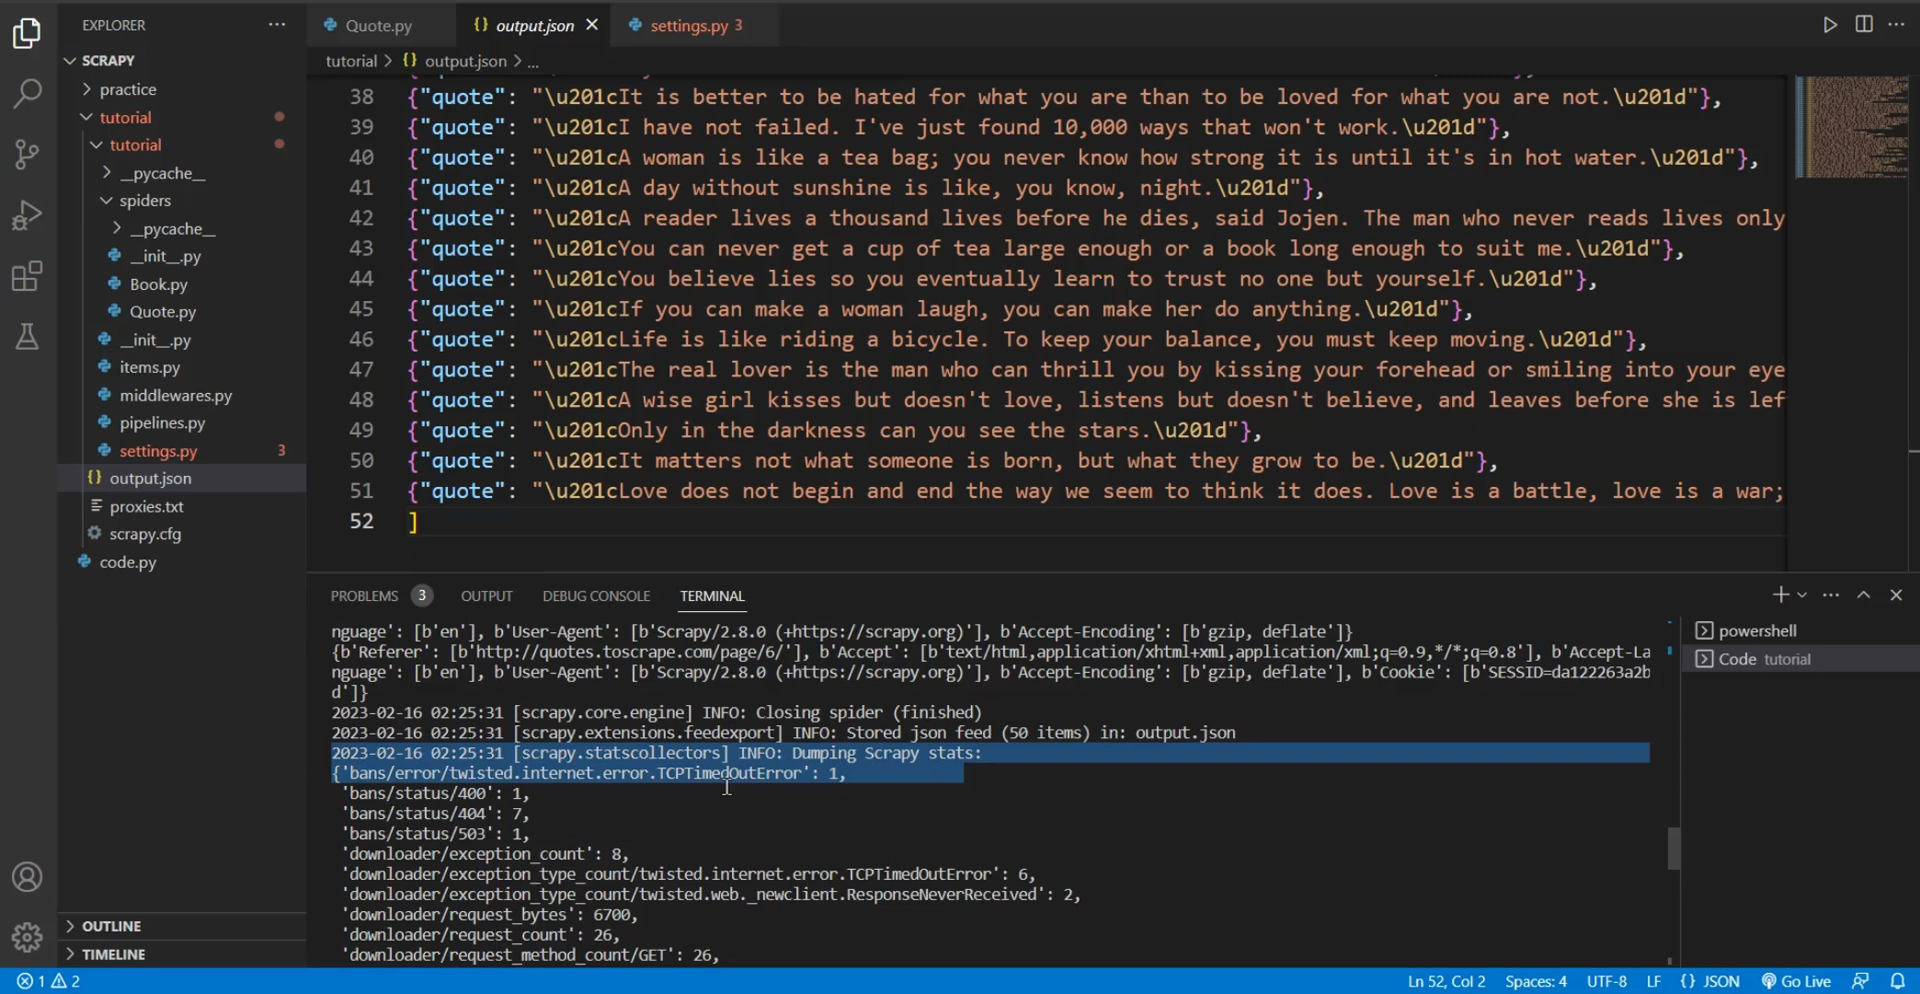 EXPLORER
···
Quote.py
{} output.json ×
settings.py 3
SCRAPY
tutorial > {} output.json > ...
practice
tutorial
tutorial
__pycache__
spiders
__pycache__
__init__.py
Book.py
Quote.py
__init__.py
items.py
middlewares.py
pipelines.py
settings.py 3
{} output.json
proxies.txt
scrapy.cfg
code.py
OUTLINE
TIMELINE
38 {"quote": "\u201cIt is better to be hated for what you are than to be loved for what you are not.\u201d"},
39 {"quote": "\u201cI have not failed. I've just found 10,000 ways that won't work.\u201d"},
40 {"quote": "\u201cA woman is like a tea bag; you never know how strong it is until it's in hot water.\u201d"},
41 {"quote": "\u201cA day without sunshine is like, you know, night.\u201d"},
42 {"quote": "\u201cA reader lives a thousand lives before he dies, said Jojen. The man who never reads lives only
43 {"quote": "\u201cYou can never get a cup of tea large enough or a book long enough to suit me.\u201d"},
44 {"quote": "\u201cYou believe lies so you eventually learn to trust no one but yourself.\u201d"},
45 {"quote": "\u201cIf you can make a woman laugh, you can make her do anything.\u201d"},
46 {"quote": "\u201cLife is like riding a bicycle. To keep your balance, you must keep moving.\u201d"},
47 {"quote": "\u201cThe real lover is the man who can thrill you by kissing your forehead or smiling into your eye
48 {"quote": "\u201cA wise girl kisses but doesn't love, listens but doesn't believe, and leaves before she is lef
49 {"quote": "\u201cOnly in the darkness can you see the stars.\u201d"},
50 {"quote": "\u201cIt matters not what someone is born, but what they grow to be.\u201d"},
51 {"quote": "\u201cLove does not begin and end the way we seem to think it does. Love is a battle, love is a war;
52 ]
PROBLEMS 3 OUTPUT DEBUG CONSOLE TERMINAL
nguage': [b'en'], b'User-Agent': [b'Scrapy/2.8.0 (+https://scrapy.org)'], b'Accept-Encoding': [b'gzip, deflate']}
{b'Referer': [b'http://quotes.toscrape.com/page/6/'], b'Accept': [b'text/html,application/xhtml+xml,application/xml;q=0.9,*/*;q=0.8'], b'Accept-La
nguage': [b'en'], b'User-Agent': [b'Scrapy/2.8.0 (+https://scrapy.org)'], b'Accept-Encoding': [b'gzip, deflate'], b'Cookie': [b'SESSID=da122263a2b
d']}
2023-02-16 02:25:31 [scrapy.core.engine] INFO: Closing spider (finished)
2023-02-16 02:25:31 [scrapy.extensions.feedexport] INFO: Stored json feed (50 items) in: output.json
2023-02-16 02:25:31 [scrapy.statscollectors] INFO: Dumping Scrapy stats:
{'bans/error/twisted.internet.error.TCPTimedOutError': 1,
'bans/status/400': 1,
'bans/status/404': 7,
'bans/status/503': 1,
'downloader/exception_count': 8,
'downloader/exception_type_count/twisted.internet.error.TCPTimedOutError': 6,
'downloader/exception_type_count/twisted.web._newclient.ResponseNeverReceived': 2,
'downloader/request_bytes': 6700,
'downloader/request_count': 26,
'downloader/request_method_count/GET': 26,
powershell
Code tutorial
1 2
Ln 52, Col 2 Spaces: 4 UTF-8 LF {} JSON Go Live